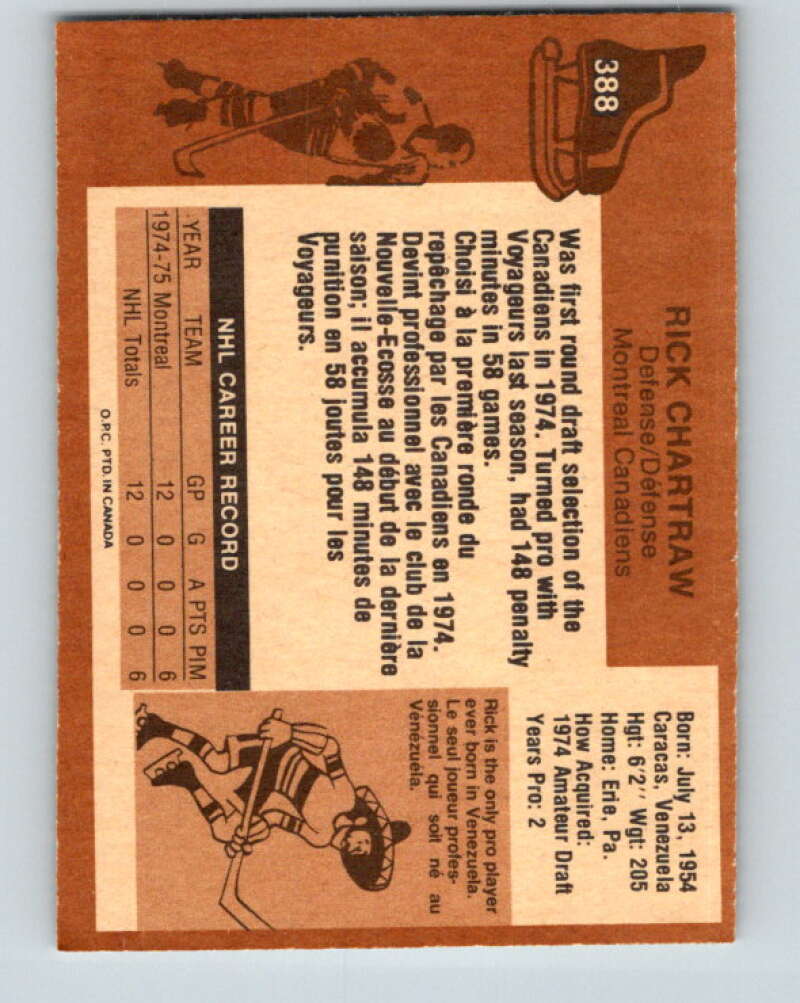 388
RICK CHARTRAW
Defense/Défense
Montreal Canadiens
Born: July 13, 1954
Caracas, Venezuela
Hgt: 6'2" Wgt: 205
Home: Erie, Pa.
How Acquired:
1974 Amateur Draft
Years Pro: 2
Was first round draft selection of the
Canadiens in 1974. Turned pro with
Voyageurs last season, had 148 penalty
minutes in 58 games.
Choisi à la première ronde du
repêchage par les Canadiens en 1974.
Devint professionnel avec le club de la
Nouvelle-Ecosse au début de la dernière
saison; il accumula 148 minutes de
punition en 58 joutes pour les
Voyageurs.
NHL CAREER RECORD
YEAR TEAM GP G A PTS PIM
1974-75 Montreal 12 0 0 0 6
NHL Totals 12 0 0 0 6
O.P.C. PTD. IN CANADA
Rick is the only pro player
ever born in Venezuela.
Le seul joueur profes-
sionnel qui soit né au
Vénézuéla.